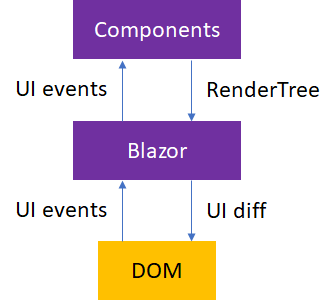 Components
UI events
RenderTree
Blazor
UI events
UI diff
DOM